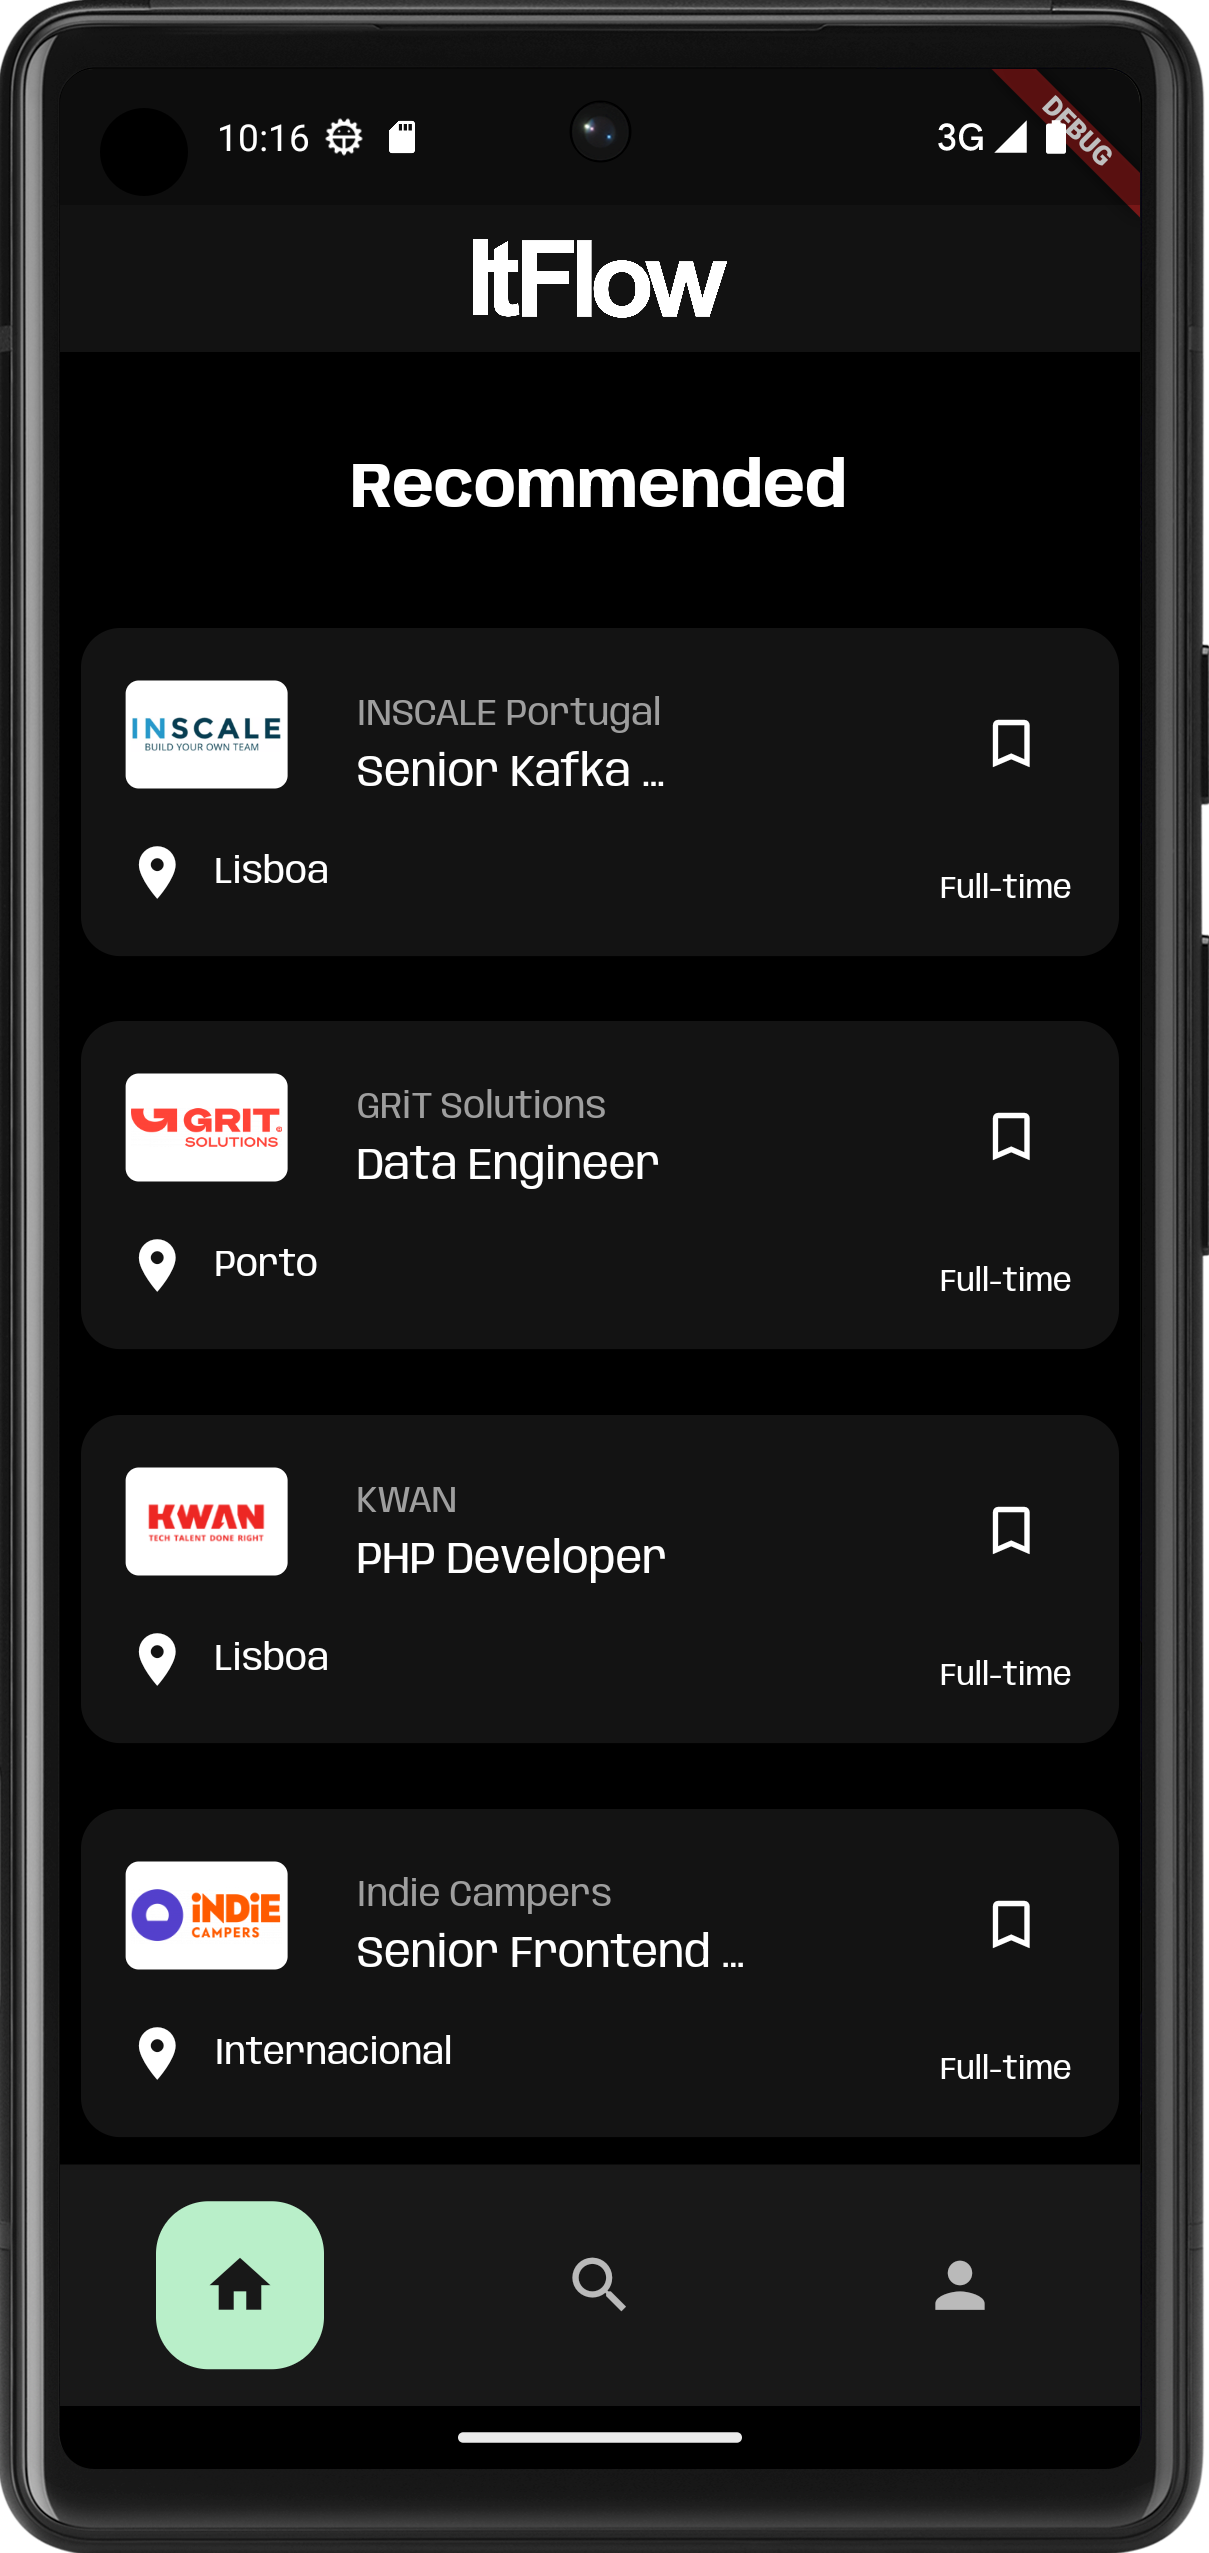 10:16
3G
DEBUG
ItFlow
Recommended
INSCALE
BUILD YOUR OWN TEAM
INSCALE Portugal
Senior Kafka ...
Lisboa
Full-time
GRIT
SOLUTIONS
GRiT Solutions
Data Engineer
Porto
Full-time
KWAN
TECH TALENT DONE RIGHT
KWAN
PHP Developer
Lisboa
Full-time
iNDiE
CAMPERS
Indie Campers
Senior Frontend ...
Internacional
Full-time